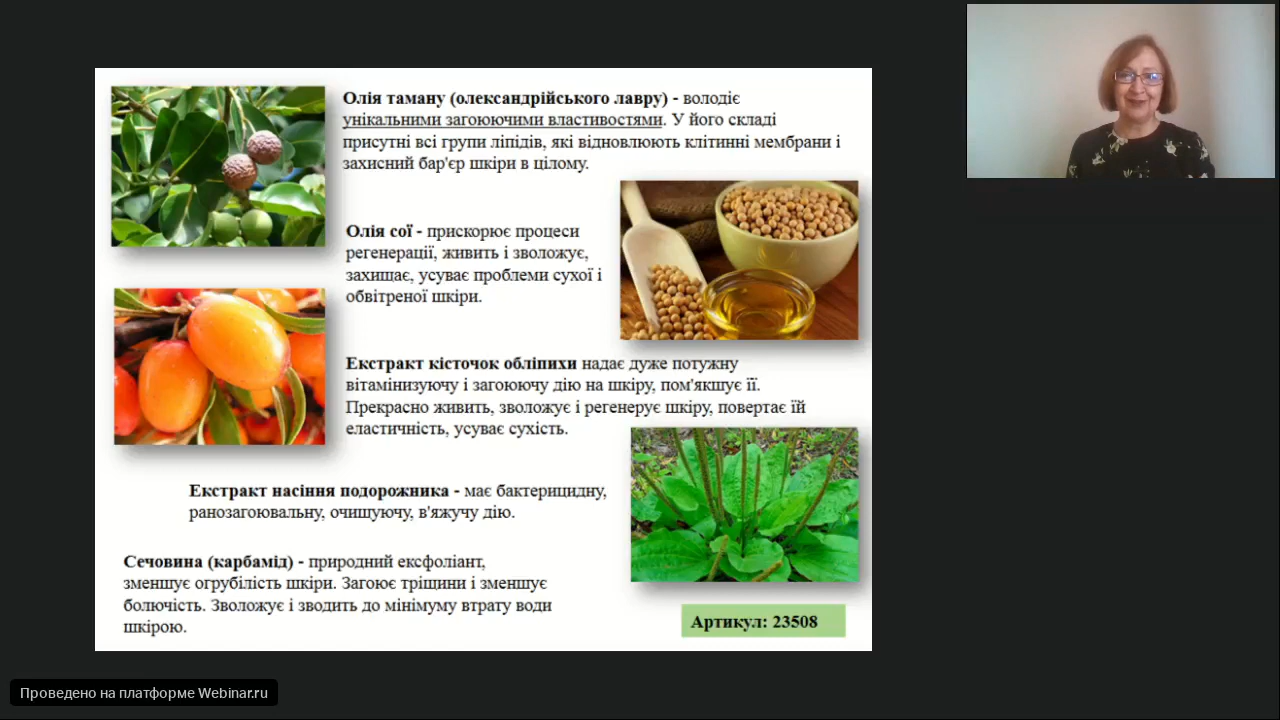 Олія таману (олександрійського лавру) - володіє
унікальними загоюючими властивостями. У його складі
присутні всі групи ліпідів, які відновлюють клітинні мембрани і
захисний бар'єр шкіри в цілому.
Олія сої - прискорює процеси
регенерації, живить і зволожує,
захищає, усуває проблеми сухої і
обвітреної шкіри.
Екстракт кісточок обліпихи надає дуже потужну
вітамінизуючу і загоюючу дію на шкіру, пом'якшує її.
Прекрасно живить, зволожує і регенерує шкіру, повертає їй
еластичність, усуває сухість.
Екстракт насіння подорожника - має бактерицидну,
ранозагоювальну, очищуючу, в'яжучу дію.
Сечовина (карбамід) - природний ексфоліант,
зменшує огрубілість шкіри. Загоює тріщини і зменшує
болючість. Зволожує і зводить до мінімуму втрату води
шкірою.
Артикул: 23508
Проведено на платформе Webinar.ru